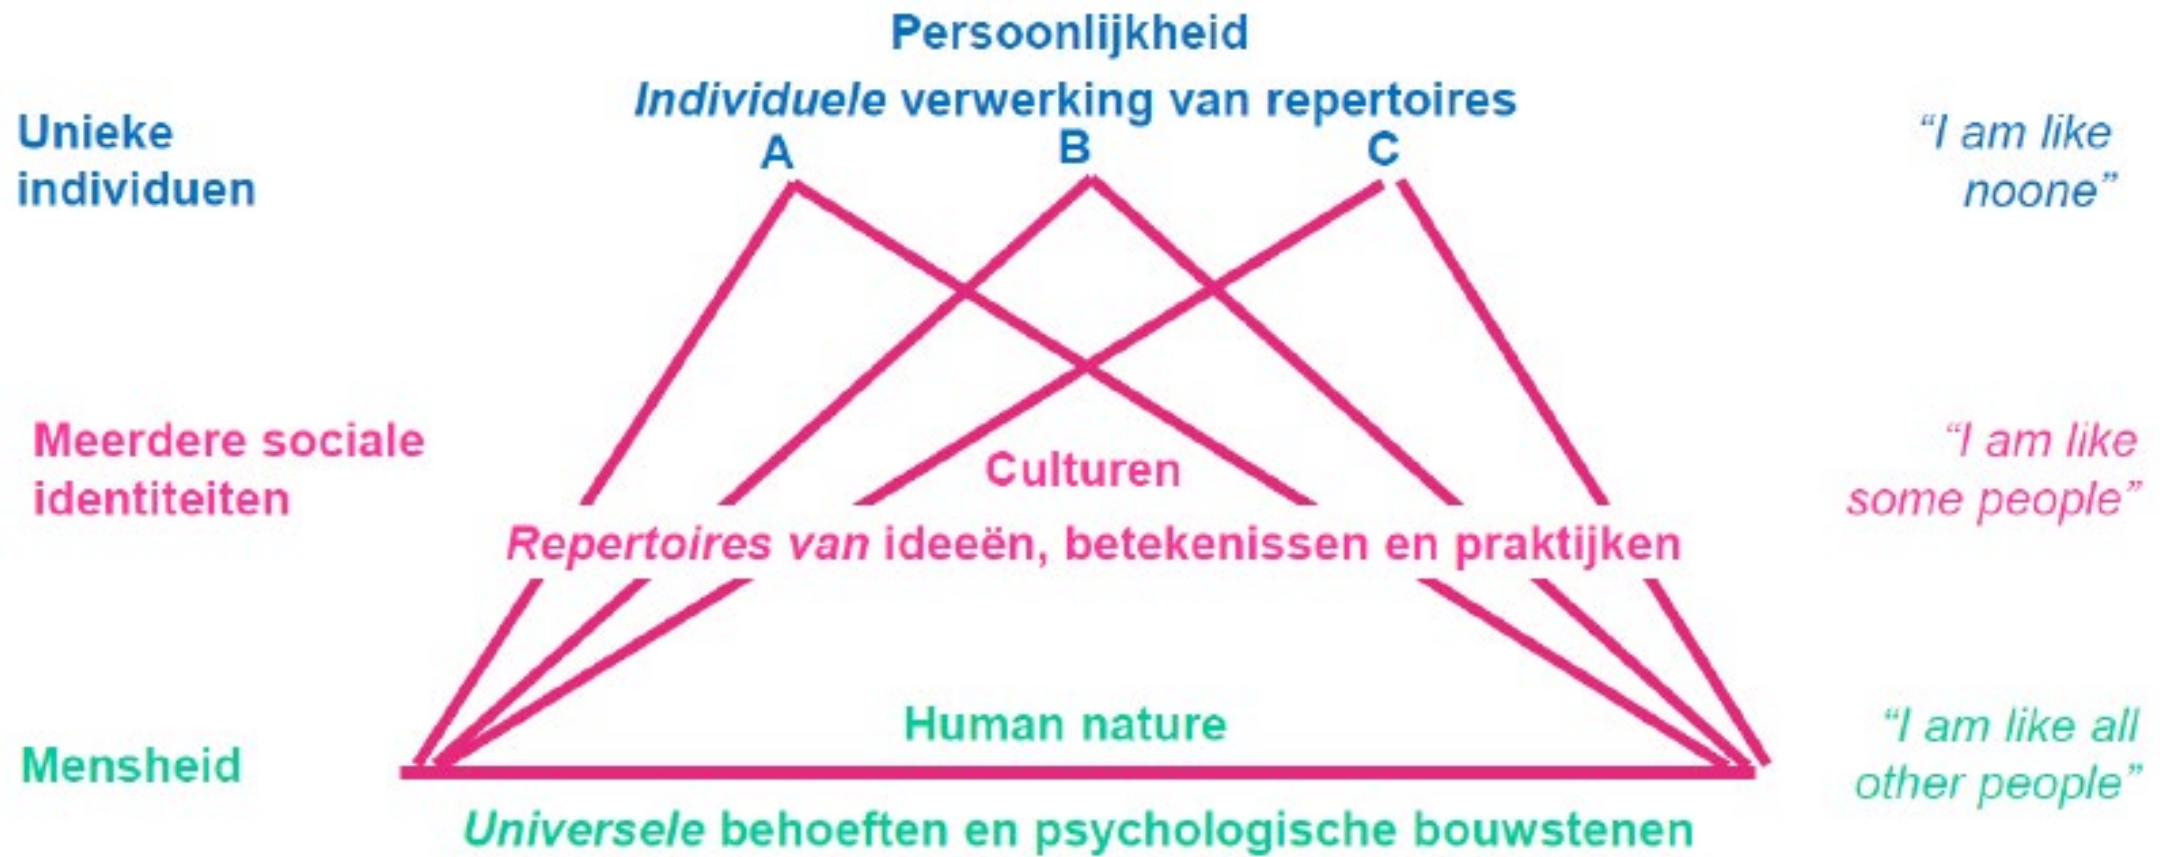 Persoonlijkheid
Individuele verwerking van repertoires
A B C
Unieke
individuen
“I am like
noone”
Meerdere sociale
identiteiten
Culturen
Repertoires van ideeën, betekenissen en praktijken
“I am like
some people”
Mensheid
Human nature
Universele behoeften en psychologische bouwstenen
“I am like all
other people”